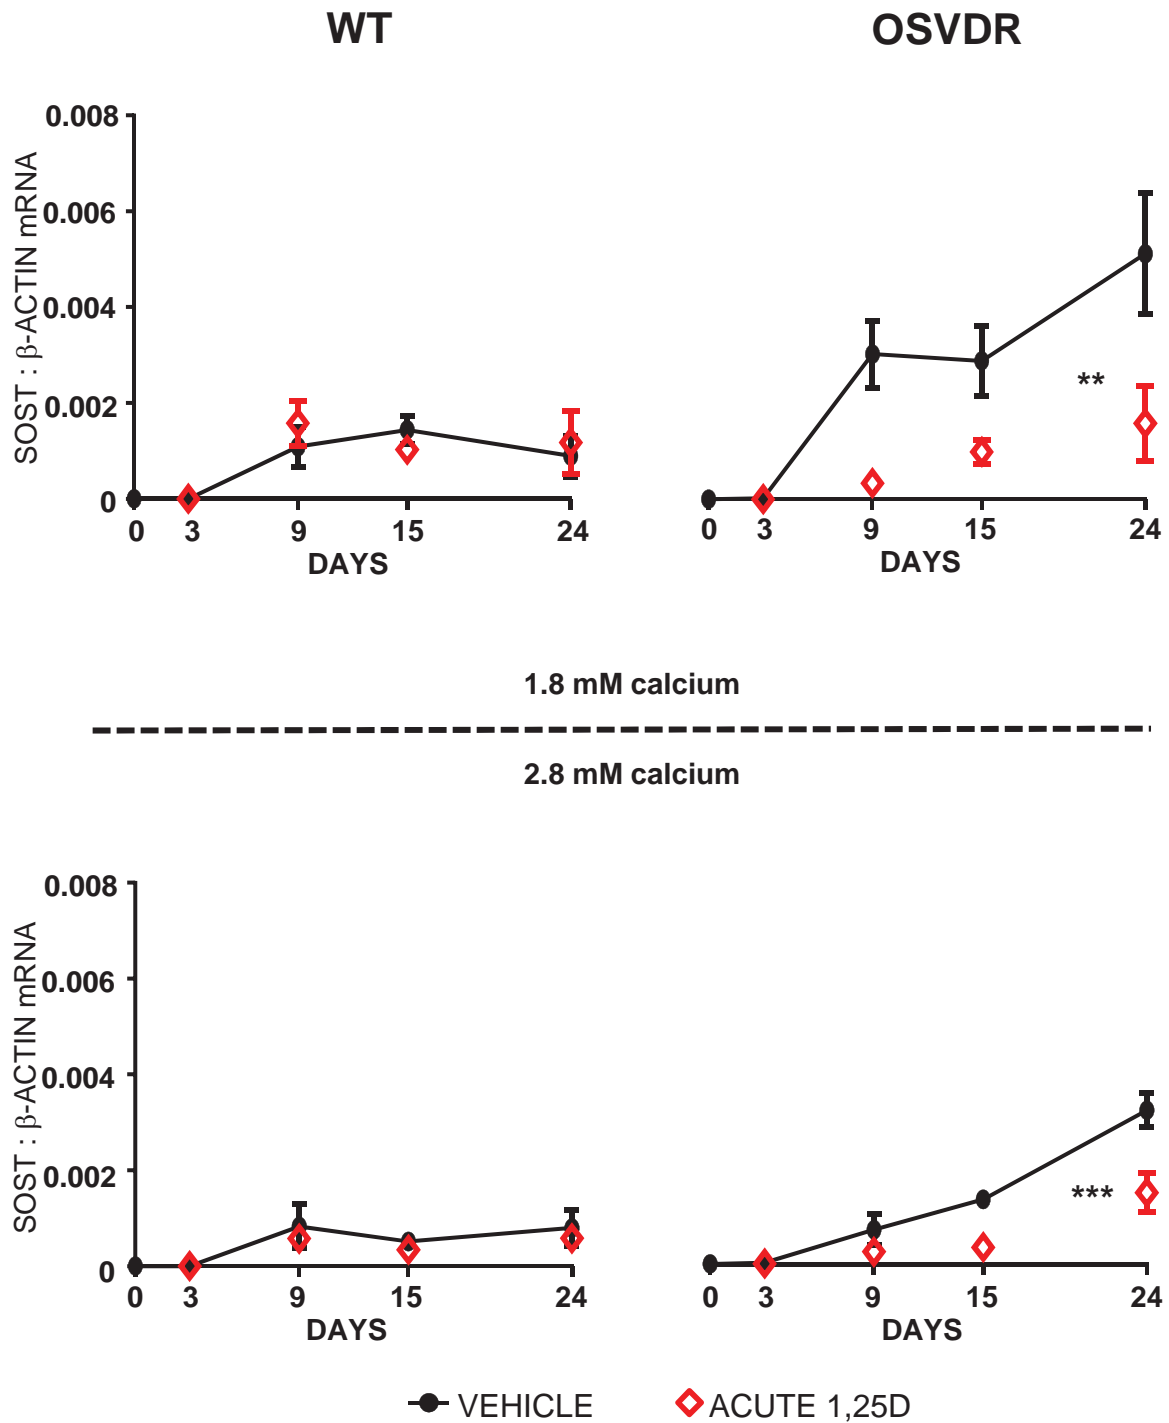 WT
OSVDR
SOST : β-ACTIN mRNA
0.008
0.006
0.004
0.002
0
0 3 9 15 24
DAYS
**
0 3 9 15 24
DAYS
1.8 mM calcium
2.8 mM calcium
SOST : β-ACTIN mRNA
0.008
0.006
0.004
0.002
0
0 3 9 15 24
DAYS
***
0 3 9 15 24
DAYS
VEHICLE
ACUTE 1,25D